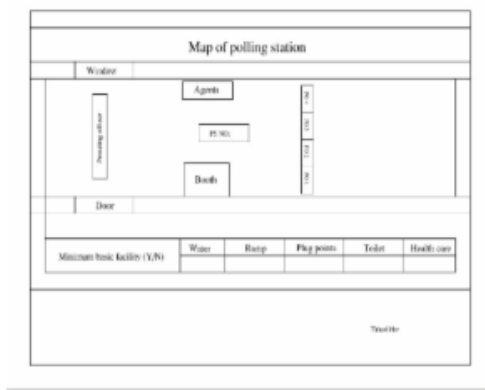 Map of polling station
Window
Agents
Presiding officer
PS NO.
Booth
Door
Minimum basic facility (Y/N)
Water
Ramp
Plug points
Toilet
Health care